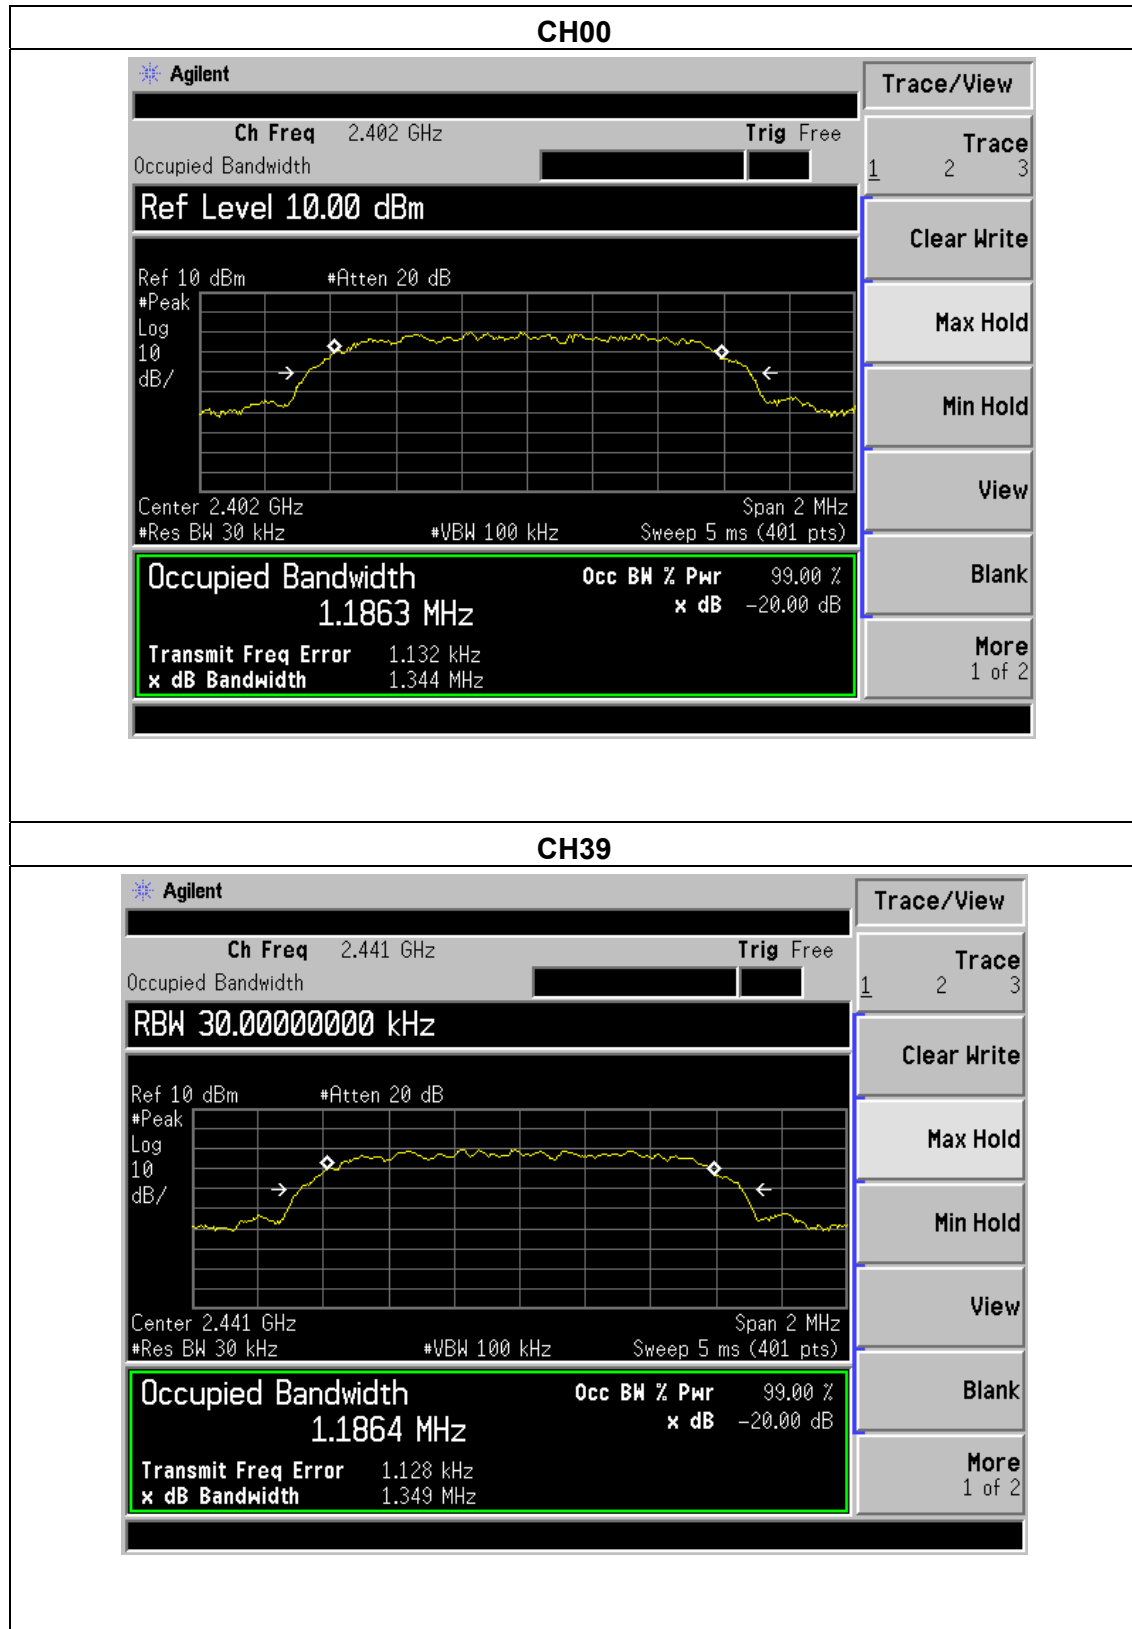 CH00
Agilent
Trace/View
Ch Freq 2.402 GHz Trig Free
Occupied Bandwidth
Trace
1 2 3
Ref Level 10.00 dBm
Clear Write
Ref 10 dBm #Atten 20 dB
#Peak
Log
10
dB/
Max Hold
Min Hold
View
Center 2.402 GHz Span 2 MHz
#Res BW 30 kHz #VBW 100 kHz Sweep 5 ms (401 pts)
Occupied Bandwidth Occ BW % Pwr 99.00 %
1.1863 MHz x dB -20.00 dB
Blank
Transmit Freq Error 1.132 kHz
x dB Bandwidth 1.344 MHz
More
1 of 2
CH39
Agilent
Trace/View
Ch Freq 2.441 GHz Trig Free
Occupied Bandwidth
Trace
1 2 3
RBW 30.00000000 kHz
Clear Write
Ref 10 dBm #Atten 20 dB
#Peak
Log
10
dB/
Max Hold
Min Hold
View
Center 2.441 GHz Span 2 MHz
#Res BW 30 kHz #VBW 100 kHz Sweep 5 ms (401 pts)
Occupied Bandwidth Occ BW % Pwr 99.00 %
1.1864 MHz x dB -20.00 dB
Blank
Transmit Freq Error 1.128 kHz
x dB Bandwidth 1.349 MHz
More
1 of 2